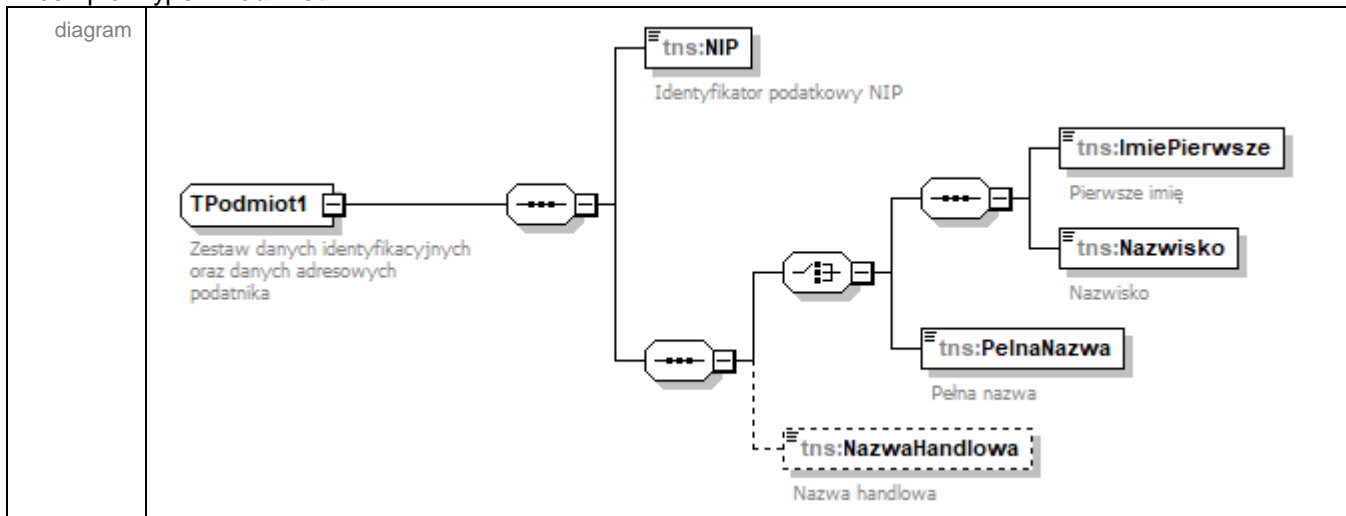 diagram
tns:NIP
Identyfikator podatkowy NIP
tns:ImiePierwsze
Pierwsze imię
TPodmiot1
Zestaw danych identyfikacyjnych
oraz danych adresowych
podatnika
tns:Nazwisko
Nazwisko
tns:PelnaNazwa
Pełna nazwa
tns:NazwaHandlowa
Nazwa handlowa